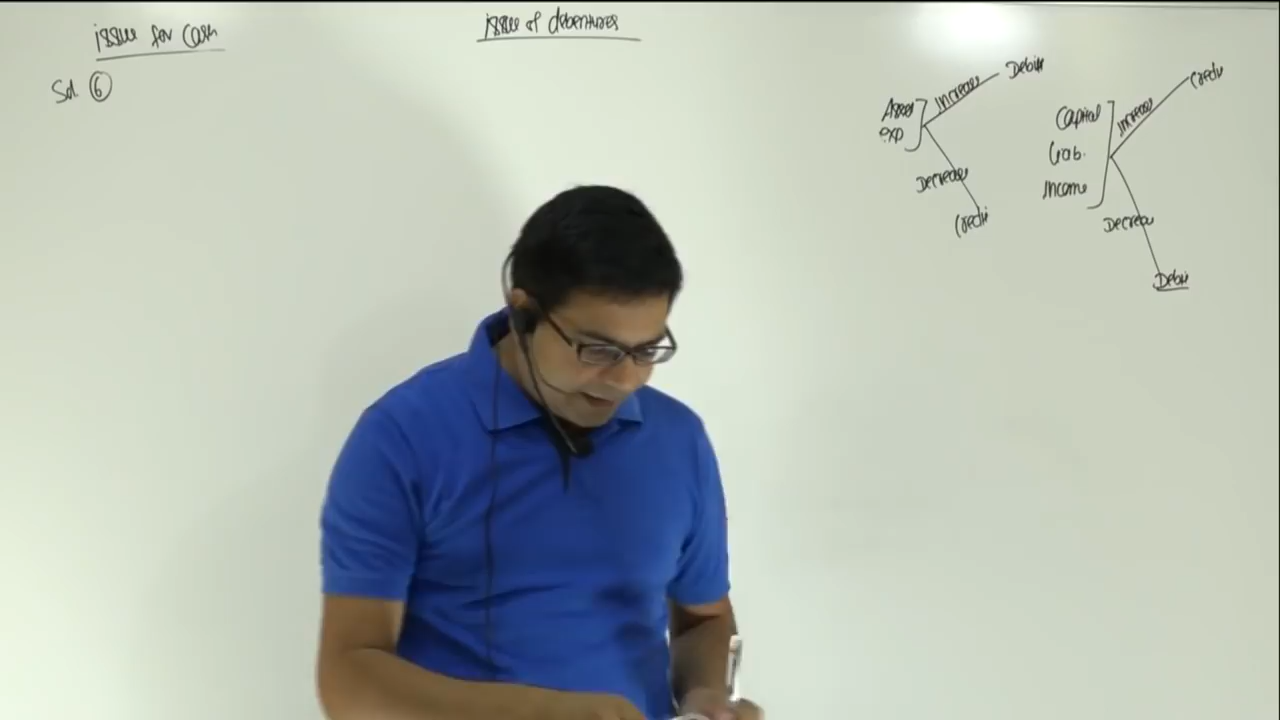 issue for Cash
issue of debentures
Sol. 6
Assets
exp
Increase
Debit
Decrease
Credit
Capital
Liab.
Income
Increase
Credit
Decrease
Debit